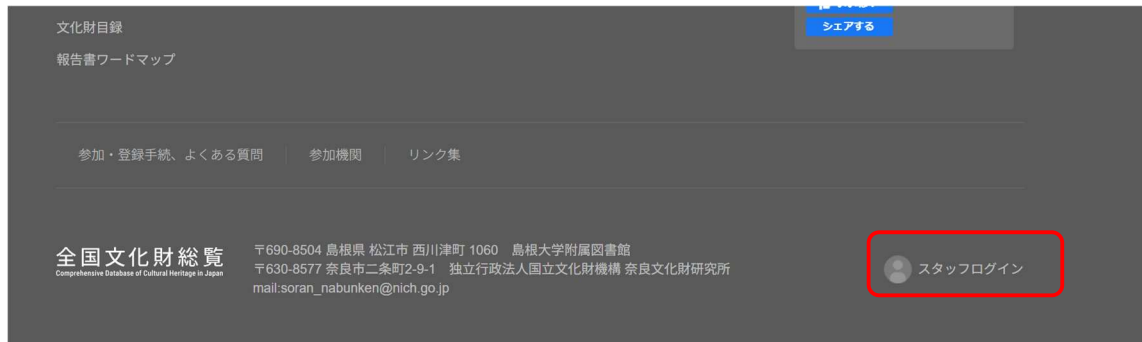 文化財目録
シェアする
報告書ワードマップ
参加・登録手続、よくある質問
参加機関
リンク集
全国文化財総覧
Comprehensive Database of Cultural Heritage in Japan
〒690-8504 島根県 松江市 西川津町 1060　島根大学附属図書館
〒630-8577 奈良市二条町2-9-1　独立行政法人国立文化財機構 奈良文化財研究所
mail:soran_nabunken@nich.go.jp
スタッフログイン